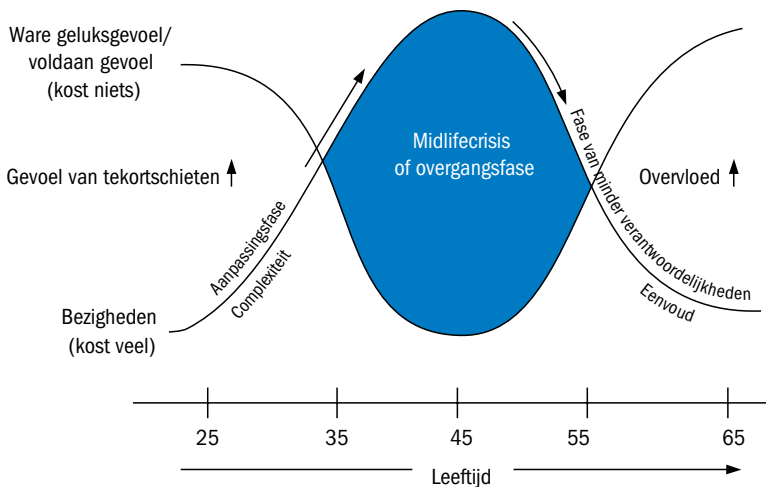 Ware geluksgevoel/
voldaan gevoel
(kost niets)
Gevoel van tekortschieten
Bezigheden
(kost veel)
Aanpassingsfase
Complexiteit
Midlifecrisis
of overgangsfase
Fase van minder verantwoordelijkheden
Eenvoud
Overvloed
25 35 45 55 65
Leeftijd